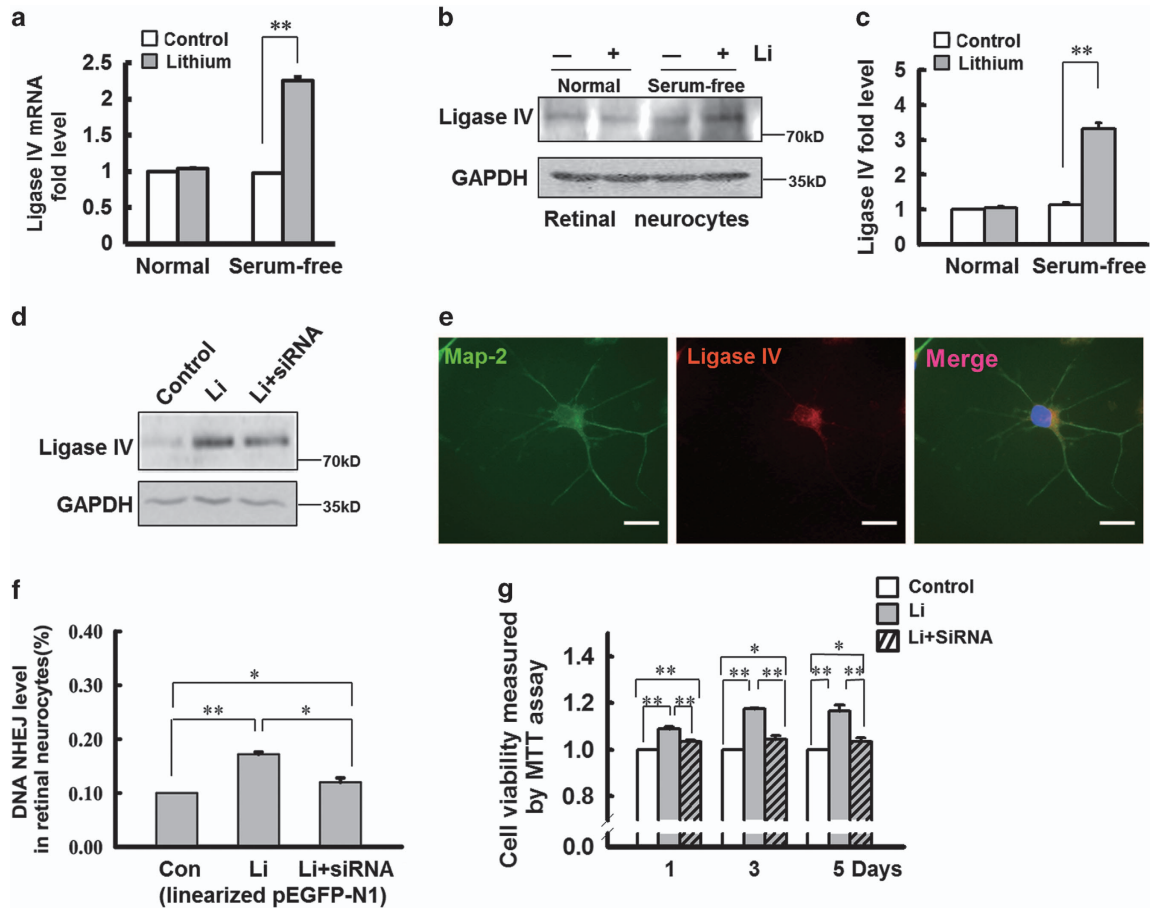 a
Control
Lithium
**
Ligase IV mRNA
fold level
2.5
2
1.5
1
0.5
0
Normal
Serum-free
b
— + — + Li
Normal Serum-free
Ligase IV
70kD
GAPDH
35kD
Retinal neurocytes
c
Control
Lithium
**
Ligase IV fold level
5
4
3
2
1
0
Normal
Serum-free
d
Control
Li
Li+siRNA
Ligase IV
70kD
GAPDH
35kD
e
Map-2
Ligase IV
Merge
f
DNA NHEJ level
in retinal neurocytes(%)
0.40
0.30
0.20
0.10
0.00
*
** *
Con Li Li+siRNA
(linearized pEGFP-N1)
g
Control
Li
Li+SiRNA
Cell viability measured
by MTT assay
1.4
1.2
1.0
0.8
0.0
**
** **
*
** **
*
** **
1 3 5 Days